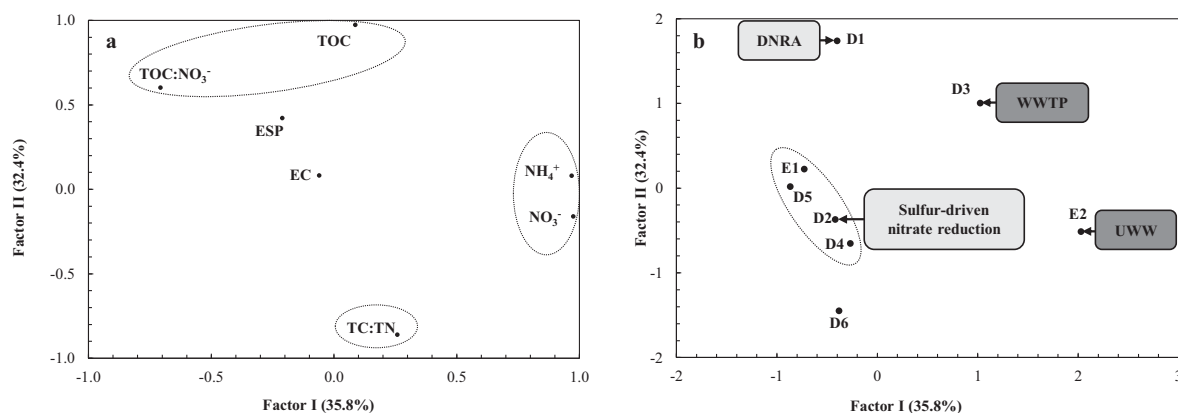 a
TOC
TOC:NO₃⁻
ESP
EC
NH₄⁺
NO₃⁻
TC:TN
1.0
0.5
0.0
-0.5
-1.0
-1.0
-0.5
0.0
0.5
1.0
Factor II (32.4%)
Factor I (35.8%)
b
DNRA
D1
D3
WWTP
E1
D5
D2
D4
Sulfur-driven
nitrate reduction
E2
UWW
D6
2
1
0
-1
-2
-2
-1
0
1
2
3
Factor II (32.4%)
Factor I (35.8%)